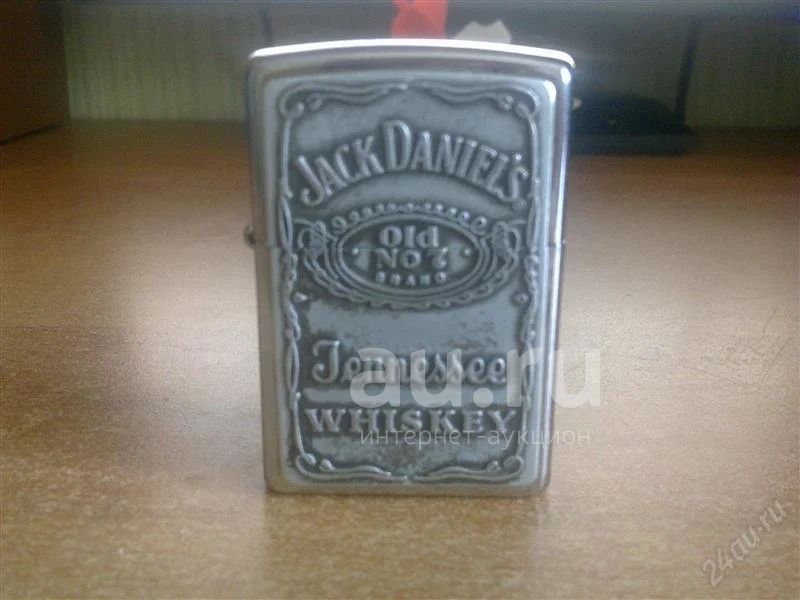 JACK DANIEL'S
Old
NO 7
BRAND
Tennessee
WHISKEY
au.ru
интернет-аукцион
24au.ru